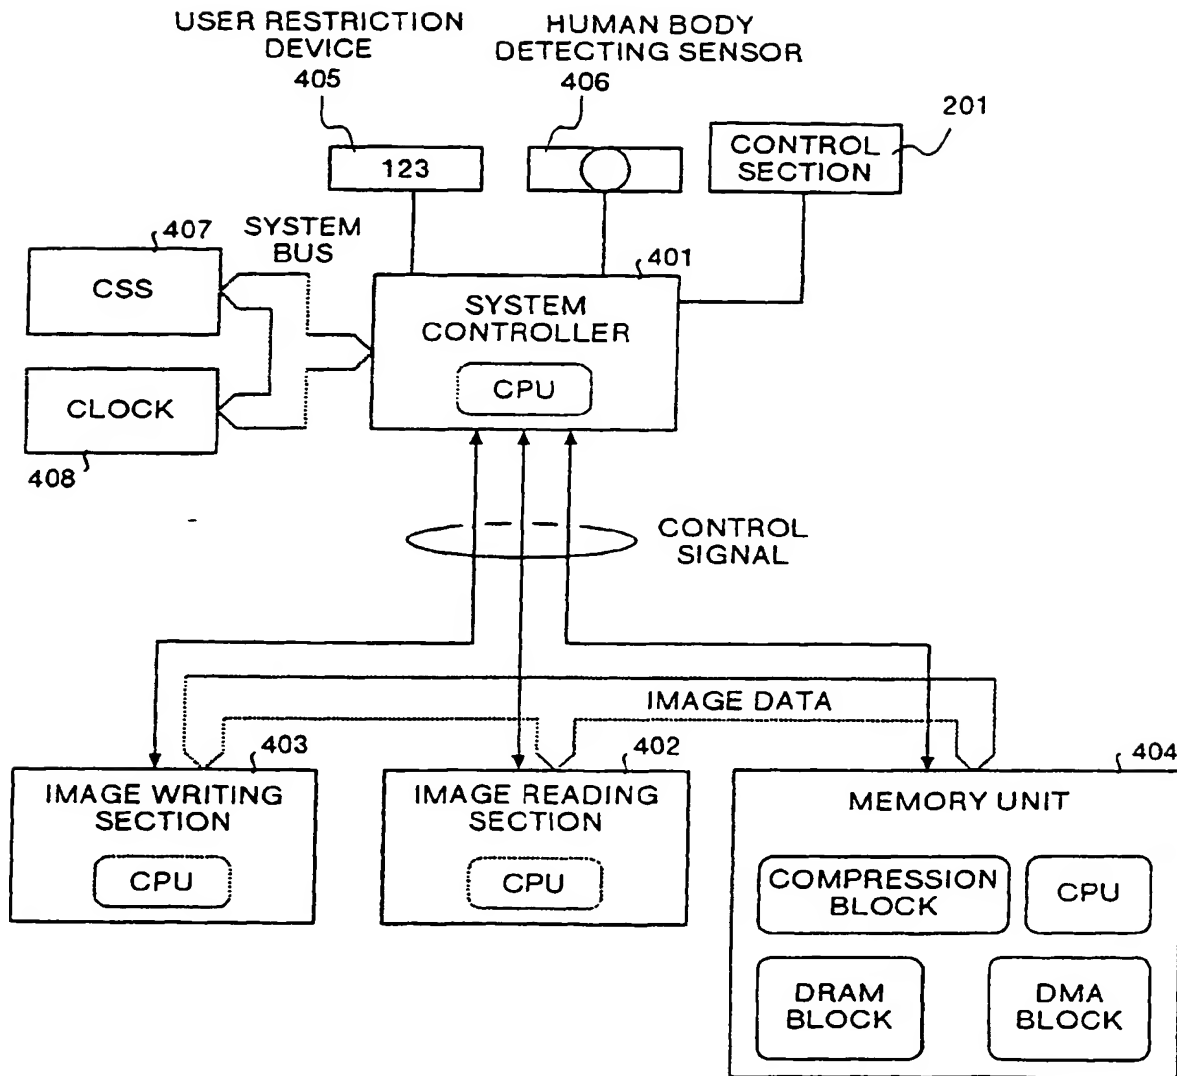 USER RESTRICTION
DEVICE
405
HUMAN BODY
DETECTING SENSOR
406
201
123
CONTROL
SECTION
407
SYSTEM
BUS
401
CSS
SYSTEM
CONTROLLER
CPU
CLOCK
408
CONTROL
SIGNAL
IMAGE DATA
403
402
404
IMAGE WRITING
SECTION
CPU
IMAGE READING
SECTION
CPU
MEMORY UNIT
COMPRESSION
BLOCK
CPU
DRAM
BLOCK
DMA
BLOCK